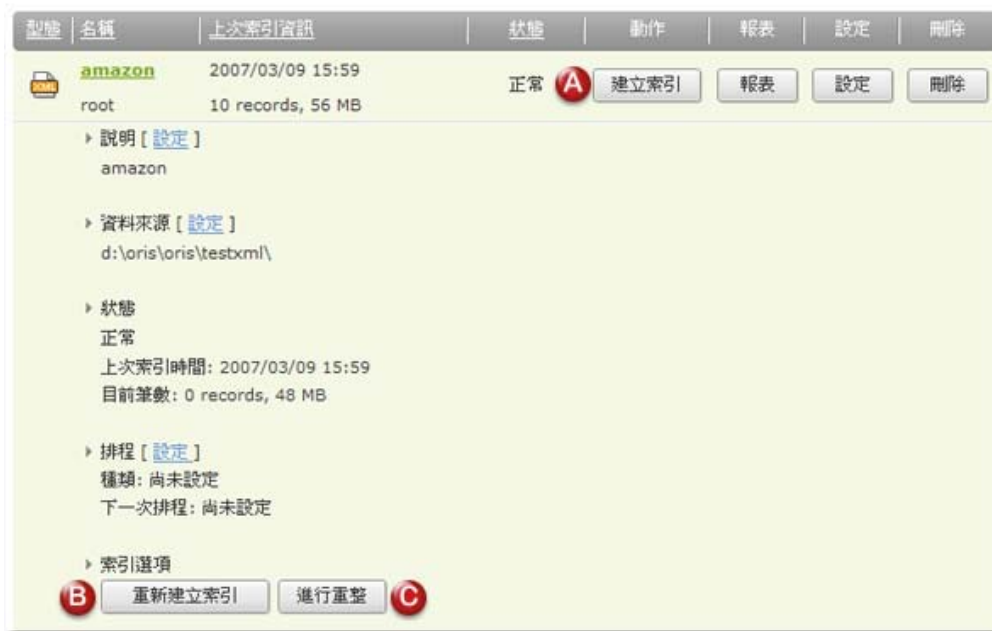 型態 名稱 上次索引資訊 狀態 動作 報表 設定 刪除
amazon 2007/03/09 15:59 正常 A 建立索引 報表 設定 刪除
XML
root 10 records, 56 MB
說明 [ 設定 ]
amazon
資料來源 [ 設定 ]
d:\oris\oris\testxml\
狀態
正常
上次索引時間: 2007/03/09 15:59
目前筆數: 0 records, 48 MB
排程 [ 設定 ]
種類: 尚未設定
下一次排程: 尚未設定
索引選項
B 重新建立索引 進行重整 C